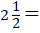 2 1/2 =